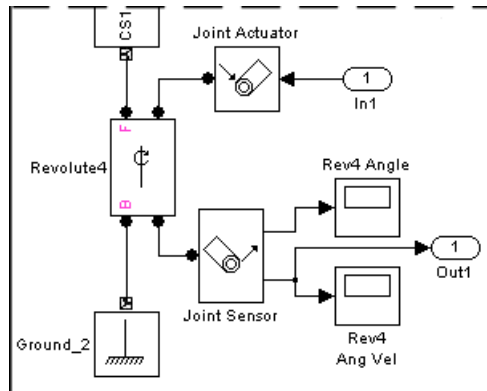 CS1
Joint Actuator
1
In1
F
Revolute4
B
Rev4 Angle
1
Out1
Joint Sensor
Rev4
Ang Vel
Ground_2